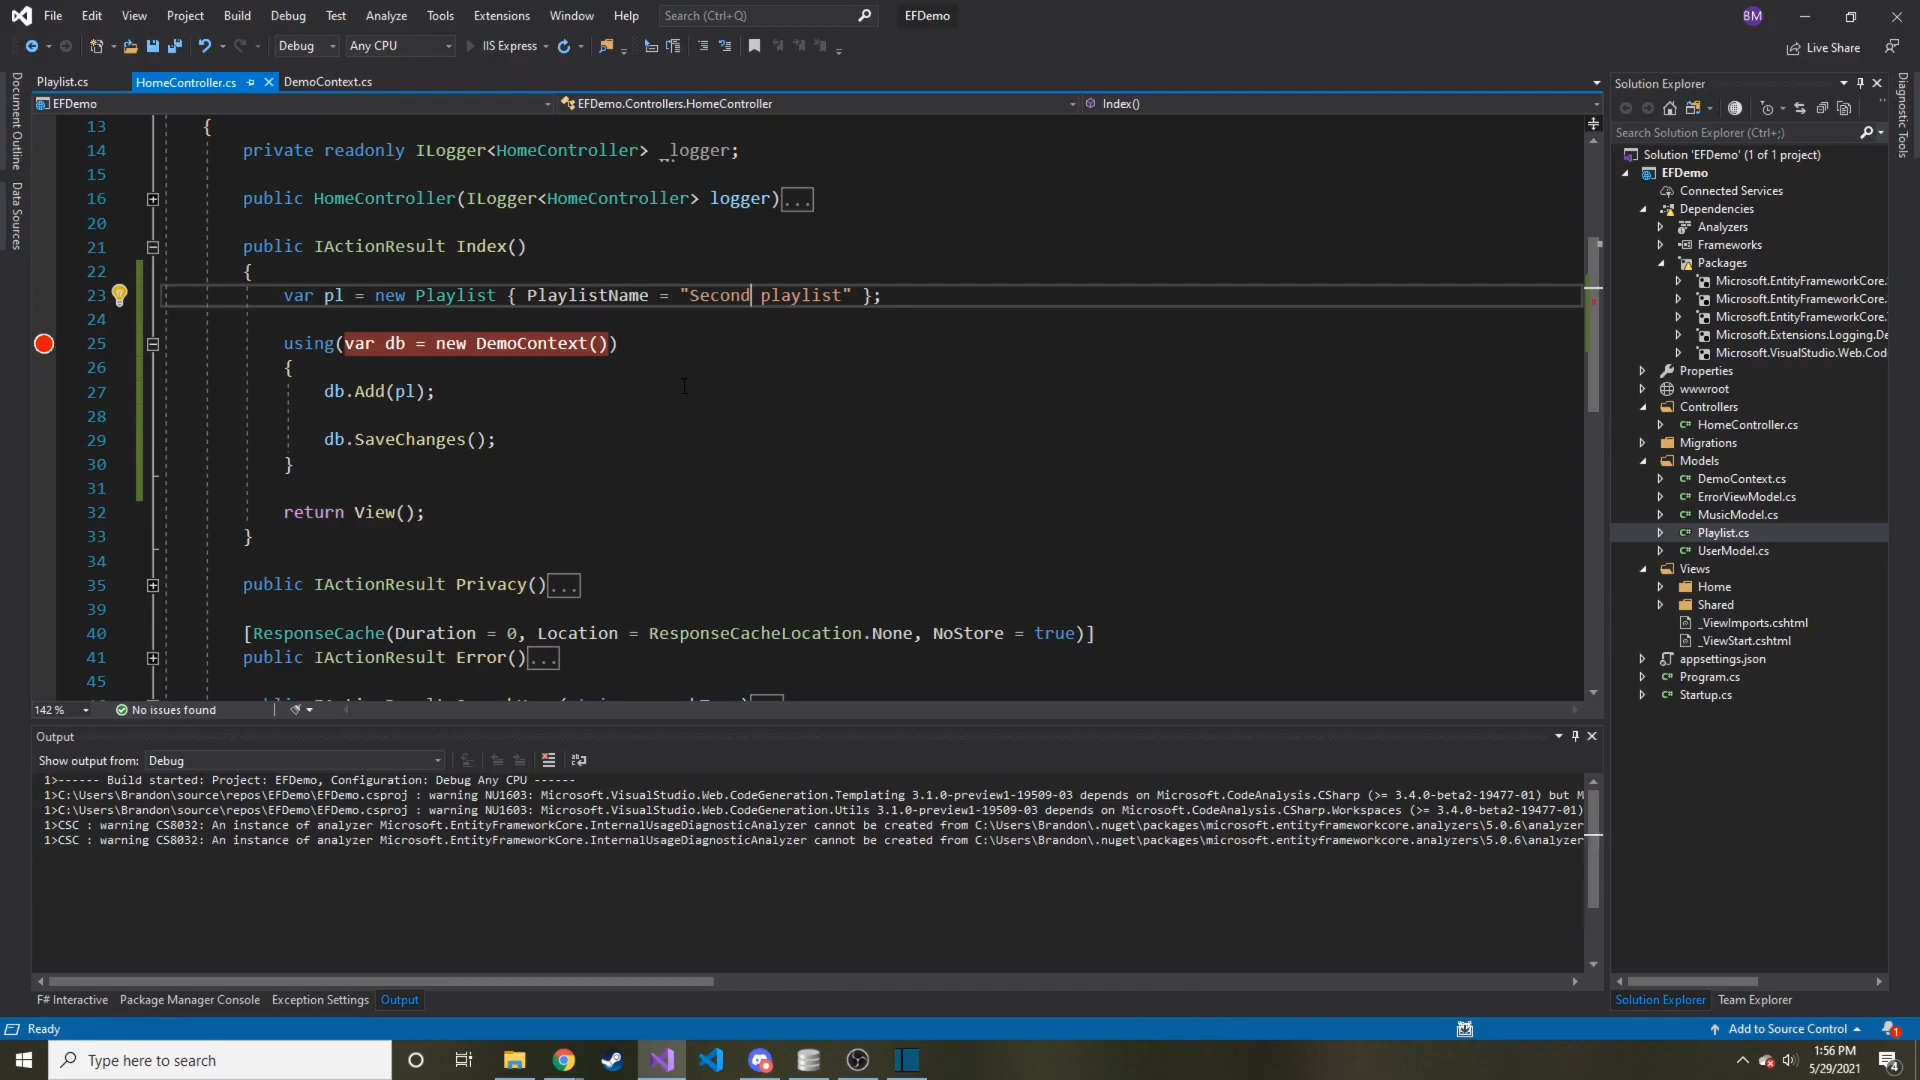 File Edit View Project Build Debug Test Analyze Tools Extensions Window Help Search (Ctrl+Q) EFDemo BM
Debug Any CPU IIS Express Live Share
Playlist.cs HomeController.cs DemoContext.cs
EFDemo EFDemo.Controllers.HomeController Index()
Document Outline
Data Sources
13 {
14 private readonly ILogger<HomeController> _logger;
15
16 public HomeController(ILogger<HomeController> logger)...
20
21 public IActionResult Index()
22 {
23 var pl = new Playlist { PlaylistName = "Second playlist" };
24
25 using(var db = new DemoContext())
26 {
27 db.Add(pl);
28
29 db.SaveChanges();
30 }
31
32 return View();
33 }
34
35 public IActionResult Privacy()...
39
40 [ResponseCache(Duration = 0, Location = ResponseCacheLocation.None, NoStore = true)]
41 public IActionResult Error()...
45
142 % No issues found
Output
Show output from: Debug
1>------ Build started: Project: EFDemo, Configuration: Debug Any CPU ------
1>C:\Users\Brandon\source\repos\EFDemo\EFDemo.csproj : warning NU1603: Microsoft.VisualStudio.Web.CodeGeneration.Templating 3.1.0-preview1-19509-03 depends on Microsoft.CodeAnalysis.CSharp (>= 3.4.0-beta2-19477-01) but M
1>C:\Users\Brandon\source\repos\EFDemo\EFDemo.csproj : warning NU1603: Microsoft.VisualStudio.Web.CodeGeneration.Utils 3.1.0-preview1-19509-03 depends on Microsoft.CodeAnalysis.CSharp.Workspaces (>= 3.4.0-beta2-19477-01)
1>CSC : warning CS8032: An instance of analyzer Microsoft.EntityFrameworkCore.InternalUsageDiagnosticAnalyzer cannot be created from C:\Users\Brandon\.nuget\packages\microsoft.entityframeworkcore.analyzers\5.0.6\analyzer
1>CSC : warning CS8032: An instance of analyzer Microsoft.EntityFrameworkCore.InternalUsageDiagnosticAnalyzer cannot be created from C:\Users\Brandon\.nuget\packages\microsoft.entityframeworkcore.analyzers\5.0.6\analyzer
F# Interactive Package Manager Console Exception Settings Output
Solution Explorer
Search Solution Explorer (Ctrl+;)
Solution 'EFDemo' (1 of 1 project)
EFDemo
Connected Services
Dependencies
Analyzers
Frameworks
Packages
Microsoft.EntityFrameworkCore.
Microsoft.EntityFrameworkCore.
Microsoft.EntityFrameworkCore.
Microsoft.Extensions.Logging.De
Microsoft.VisualStudio.Web.Cod
Properties
wwwroot
Controllers
C# HomeController.cs
Migrations
Models
C# DemoContext.cs
C# ErrorViewModel.cs
C# MusicModel.cs
C# Playlist.cs
C# UserModel.cs
Views
Home
Shared
_ViewImports.cshtml
_ViewStart.cshtml
appsettings.json
C# Program.cs
C# Startup.cs
Solution Explorer Team Explorer
Diagnostic Tools
Ready Add to Source Control 1
Type here to search
1:56 PM
5/29/2021
4